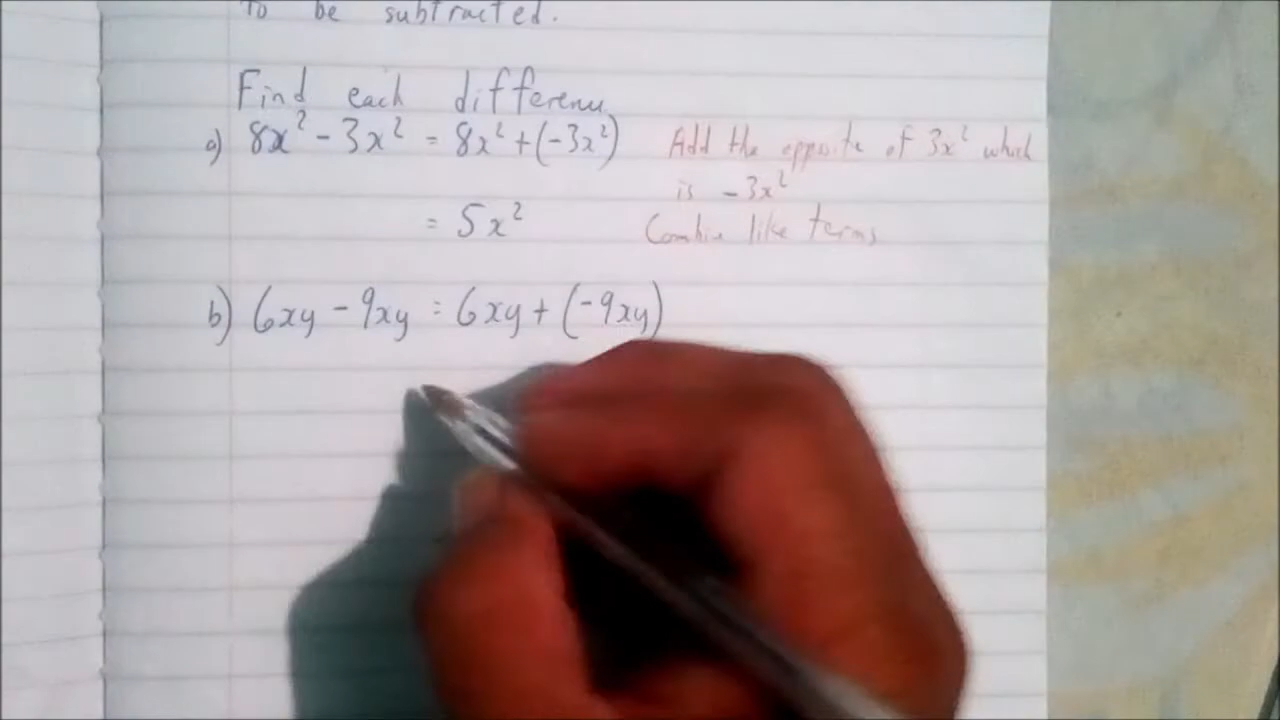 to be subtracted.
Find each differenu
a) 8x² - 3x² = 8x² + (-3x²) Add the opposite of 3x² which
is -3x²
= 5x² Combine like terms
b) 6xy - 9xy = 6xy + (-9xy)